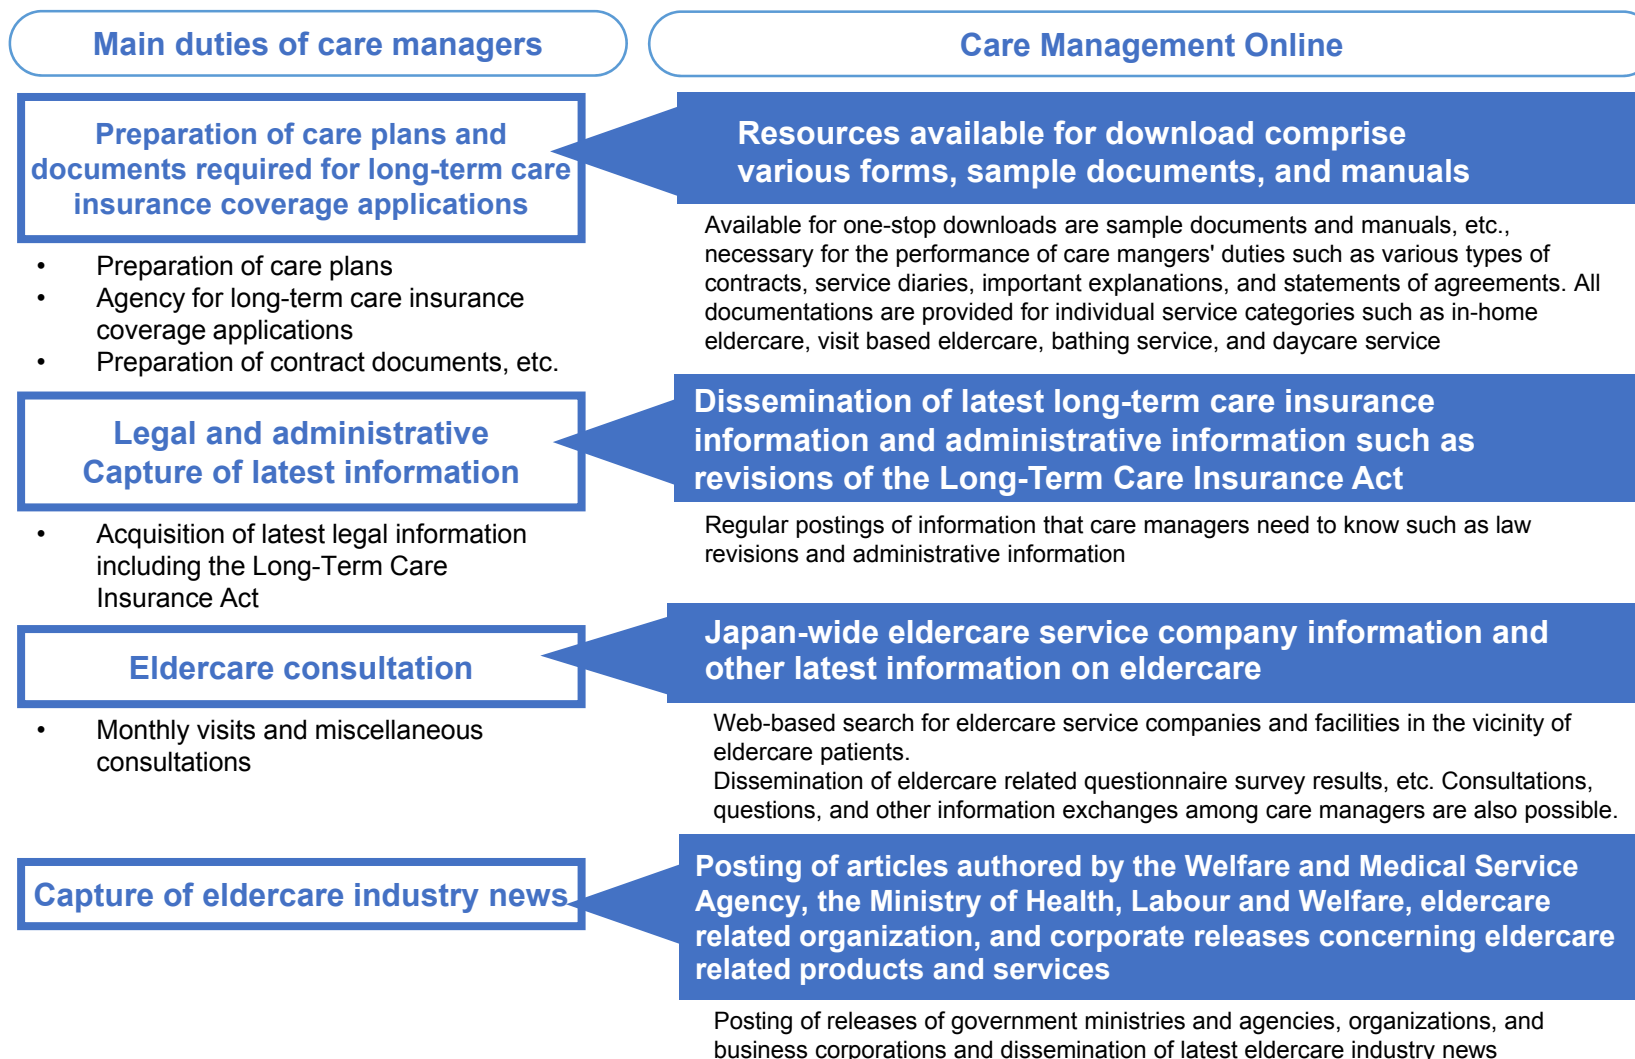 Main duties of care managers
Care Management Online
Preparation of care plans and
documents required for long-term care
insurance coverage applications
Resources available for download comprise
various forms, sample documents, and manuals
• Preparation of care plans
• Agency for long-term care insurance
coverage applications
• Preparation of contract documents, etc.
Available for one-stop downloads are sample documents and manuals, etc.,
necessary for the performance of care mangers' duties such as various types of
contracts, service diaries, important explanations, and statements of agreements. All
documentations are provided for individual service categories such as in-home
eldercare, visit based eldercare, bathing service, and daycare service
Legal and administrative
Capture of latest information
Dissemination of latest long-term care insurance
information and administrative information such as
revisions of the Long-Term Care Insurance Act
• Acquisition of latest legal information
including the Long-Term Care
Insurance Act
Regular postings of information that care managers need to know such as law
revisions and administrative information
Eldercare consultation
Japan-wide eldercare service company information and
other latest information on eldercare
• Monthly visits and miscellaneous
consultations
Web-based search for eldercare service companies and facilities in the vicinity of
eldercare patients.
Dissemination of eldercare related questionnaire survey results, etc. Consultations,
questions, and other information exchanges among care managers are also possible.
Capture of eldercare industry news
Posting of articles authored by the Welfare and Medical Service
Agency, the Ministry of Health, Labour and Welfare, eldercare
related organization, and corporate releases concerning eldercare
related products and services
Posting of releases of government ministries and agencies, organizations, and
business corporations and dissemination of latest eldercare industry news